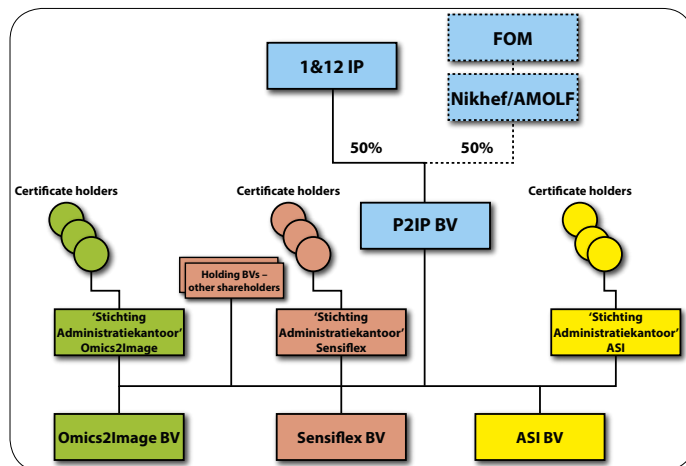 FOM
1&12 IP
Nikhef/AMOLF
50%
50%
Certificate holders
Certificate holders
Certificate holders
P2IP BV
Holding BVs –
other shareholders
‘Stichting
Administratiekantoor’
Omics2Image
‘Stichting
Administratiekantoor’
Sensiflex
‘Stichting
Administratiekantoor’
ASI
Omics2Image BV
Sensiflex BV
ASI BV